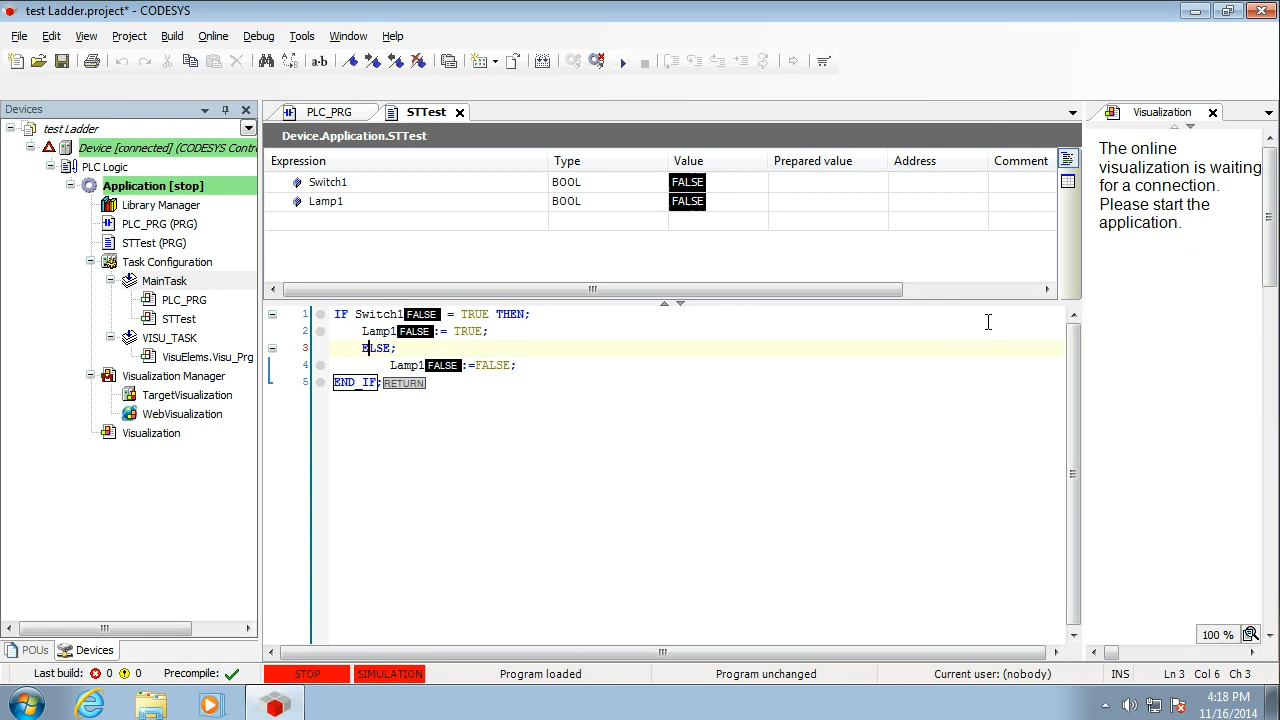 test Ladder.project* - CODESYS
File Edit View Project Build Online Debug Tools Window Help
Devices
test Ladder
Device [connected] (CODESYS Contro
PLC Logic
Application [stop]
Library Manager
PLC_PRG (PRG)
STTest (PRG)
Task Configuration
MainTask
PLC_PRG
STTest
VISU_TASK
VisuElems.Visu_Prg
Visualization Manager
TargetVisualization
WebVisualization
Visualization
POUs Devices
PLC_PRG STTest
Device.Application.STTest
Expression Type Value Prepared value Address Comment
Switch1 BOOL FALSE
Lamp1 BOOL FALSE
1 IF Switch1 FALSE = TRUE THEN;
2 Lamp1 FALSE := TRUE;
3 ELSE;
4 Lamp1 FALSE :=FALSE;
5 END_IF; RETURN
100 %
Visualization
The online
visualization is waiting
for a connection.
Please start the
application.
Last build: 0 0 Precompile: STOP SIMULATION Program loaded Program unchanged Current user: (nobody) INS Ln 3 Col 6 Ch 3
4:18 PM
11/16/2014